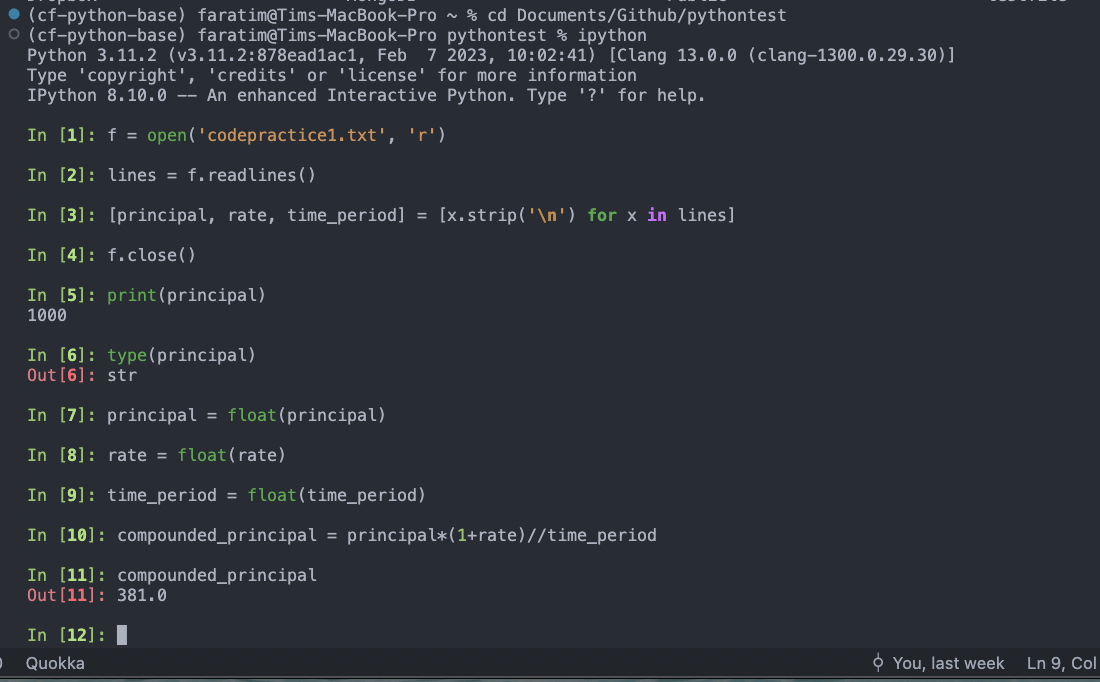 (cf-python-base) faratim@Tims-MacBook-Pro ~ % cd Documents/Github/pythontest
(cf-python-base) faratim@Tims-MacBook-Pro pythontest % ipython
Python 3.11.2 (v3.11.2:878ead1ac1, Feb  7 2023, 10:02:41) [Clang 13.0.0 (clang-1300.0.29.30)]
Type 'copyright', 'credits' or 'license' for more information
IPython 8.10.0 -- An enhanced Interactive Python. Type '?' for help.
In [1]: f = open('codepractice1.txt', 'r')
In [2]: lines = f.readlines()
In [3]: [principal, rate, time_period] = [x.strip('\n') for x in lines]
In [4]: f.close()
In [5]: print(principal)
1000
In [6]: type(principal)
Out[6]: str
In [7]: principal = float(principal)
In [8]: rate = float(rate)
In [9]: time_period = float(time_period)
In [10]: compounded_principal = principal*(1+rate)//time_period
In [11]: compounded_principal
Out[11]: 381.0
In [12]:
Quokka You, last week Ln 9, Col